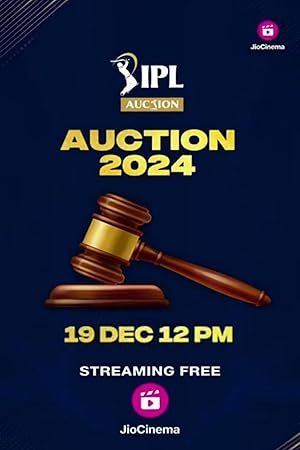 JioCinema
IPL
AUCTION
AUCTION
2024
19 DEC 12 PM
STREAMING FREE
JioCinema